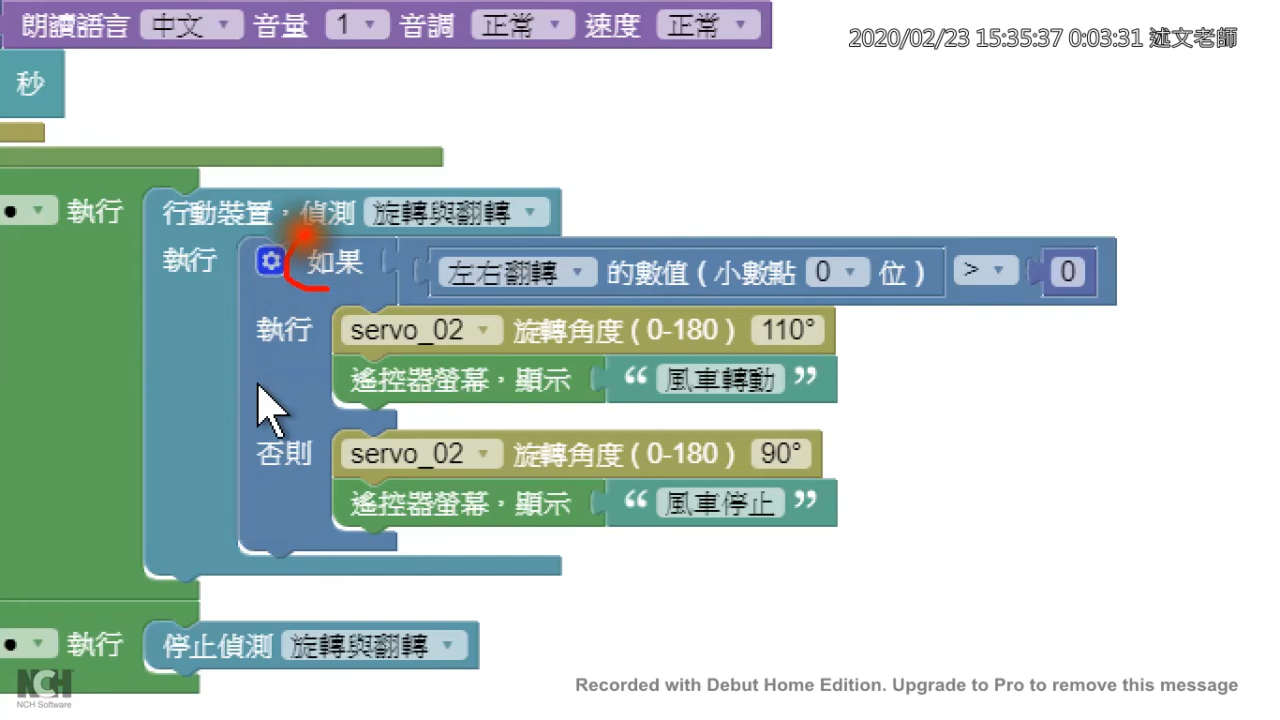 朗讀語言 中文 音量 1 音調 正常 速度 正常
2020/02/23 15:35:37 0:03:31 述文老師
秒
執行 行動裝置，偵測 旋轉與翻轉
執行 如果 左右翻轉 的數值 ( 小數點 0 位 ) > 0
執行 servo_02 旋轉角度 ( 0-180 ) 110°
遙控器螢幕，顯示 “ 風車轉動 ”
否則 servo_02 旋轉角度 ( 0-180 ) 90°
遙控器螢幕，顯示 “ 風車停止 ”
執行 停止偵測 旋轉與翻轉
NCH
NCH Software
Recorded with Debut Home Edition. Upgrade to Pro to remove this message